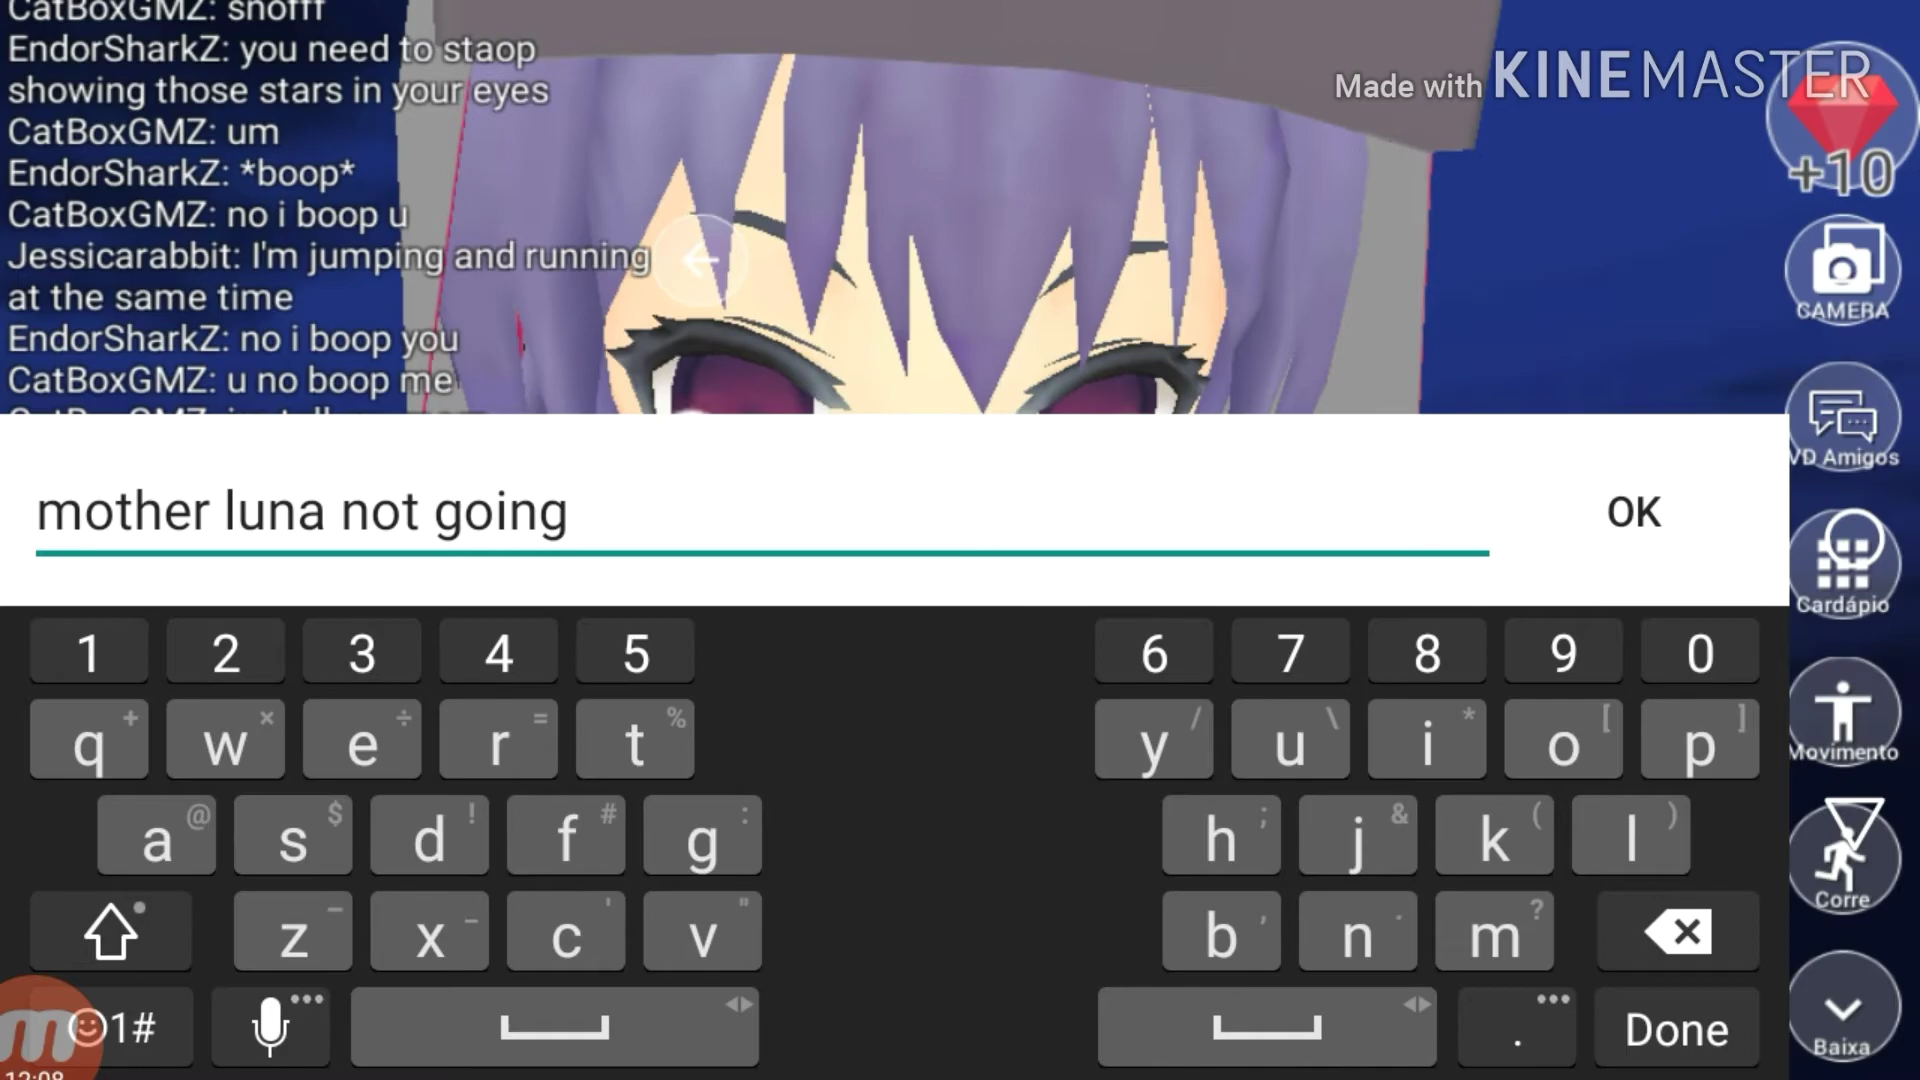 CatBoxGMZ: snofff
EndorSharkZ: you need to staop
showing those stars in your eyes
CatBoxGMZ: um
EndorSharkZ: *boop*
CatBoxGMZ: no i boop u
Jessicarabbit: I'm jumping and running
at the same time
EndorSharkZ: no i boop you
CatBoxGMZ: u no boop me
Made with KINEMASTER
+10
CAMERA
VD Amigos
Cardápio
Movimento
Corre
Baixa
mother luna not going
OK
1 2 3 4 5 6 7 8 9 0
q + w × e ÷ r = t % y / u \ i * o [ p ]
a @ s $ d ! f # g : h ; j & k ( l )
z x c ' v " b , n m ?
1# . Done
12:08